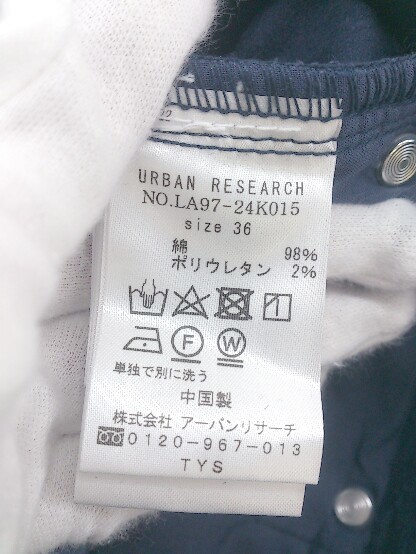 URBAN RESEARCH
NO.LA97-24K015
size 36
綿 98%
ポリウレタン 2%
F W
単独で別に洗う
中国製
株式会社 アーバンリサーチ
0120-967-013
TYS